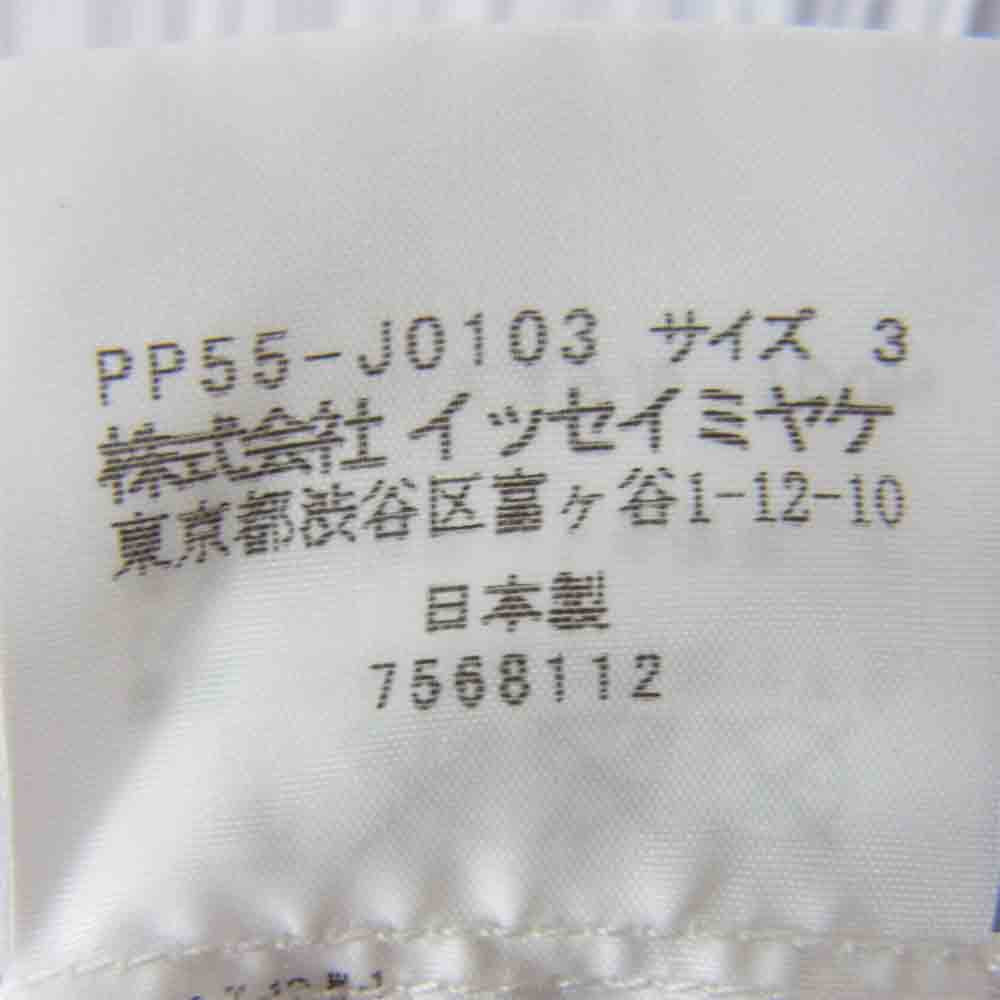 PP55-J0103 サイズ 3
株式会社 イッセイミヤケ
東京都渋谷区富ヶ谷1-12-10
日本製
7568112